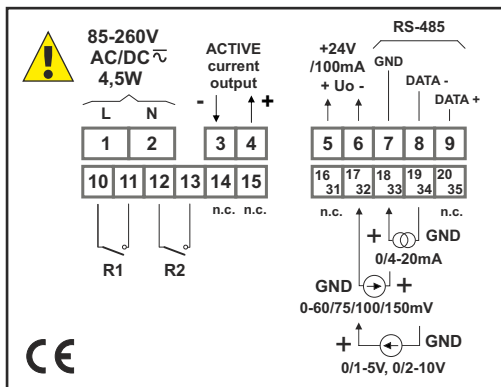 85-260V
AC/DC
4,5W
L N
ACTIVE
current
output
- +
RS-485
+24V
/100mA
+ Uo -
GND
DATA -
DATA +
1 2 3 4 5 6 7 8 9
10 11 12 13 14 15
16 31 17 32 18 33 19 34 20 35
n.c. n.c. n.c. n.c.
R1 R2
+ GND
0/4-20mA
GND +
0-60/75/100/150mV
+ GND
0/1-5V, 0/2-10V
CE